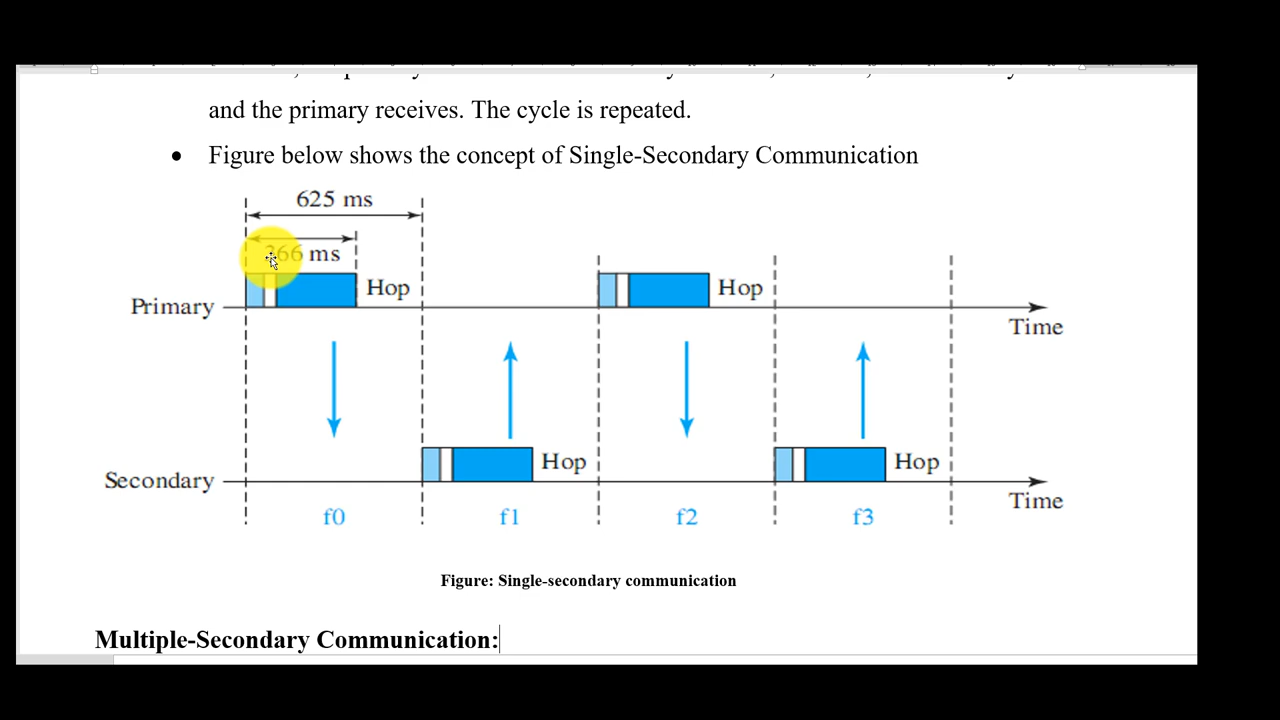 and the primary receives. The cycle is repeated.
• Figure below shows the concept of Single-Secondary Communication
625 ms
366 ms
Hop
Hop
Primary
Time
Hop
Hop
Secondary
Time
f0
f1
f2
f3
Figure: Single-secondary communication
Multiple-Secondary Communication: